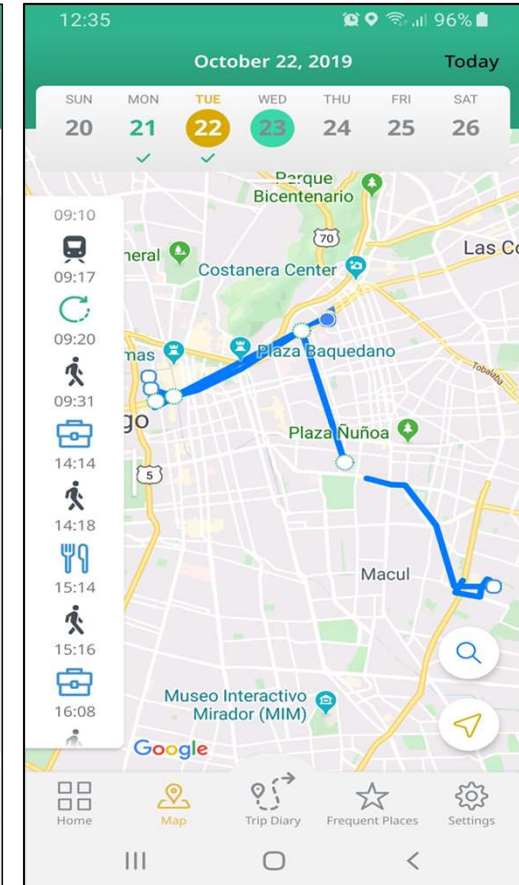 12:35
96%
October 22, 2019
Today
SUN MON TUE WED THU FRI SAT
20 21 22 23 24 25 26
Parque
Bicentenario
70
neral
Las Co
Costanera Center
mas
Plaza Baquedano
go
Tobalaba
Plaza Ñuñoa
5
Macul
Museo Interactivo
Mirador (MIM)
Google
09:10
09:17
09:20
09:31
14:14
14:18
15:14
15:16
16:08
Home Map Trip Diary Frequent Places Settings